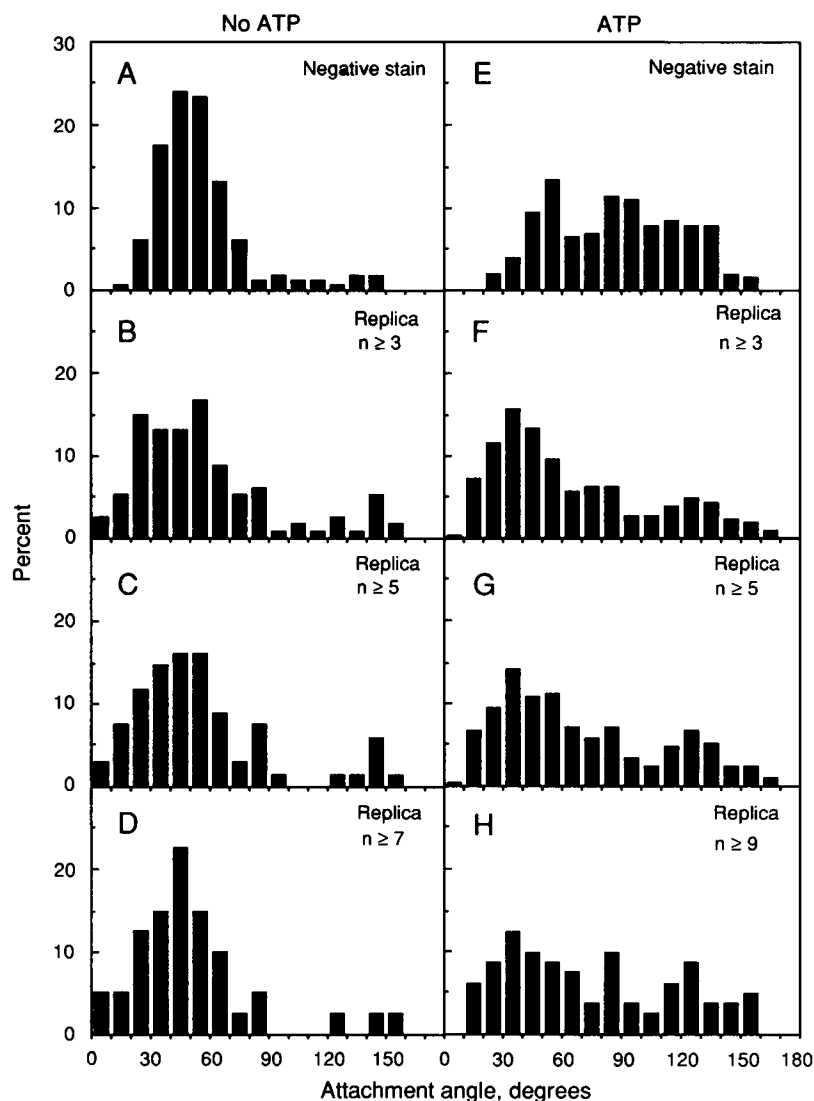 No ATP
ATP
30
20
10
0
A
Negative stain
E
Negative stain
20
10
0
B
Replica
n ≥ 3
F
Replica
n ≥ 3
20
10
0
C
Replica
n ≥ 5
G
Replica
n ≥ 5
20
10
0
D
Replica
n ≥ 7
H
Replica
n ≥ 9
Percent
0 30 60 90 120 150 0 30 60 90 120 150 180
Attachment angle, degrees